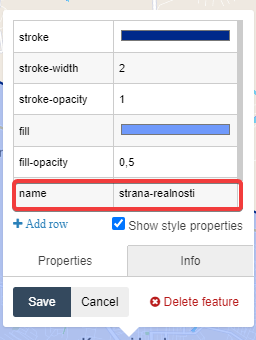 stroke
stroke-width 2
stroke-opacity 1
fill
fill-opacity 0,5
name strana-realnosti
+ Add row Show style properties
Properties Info
Save Cancel Delete feature